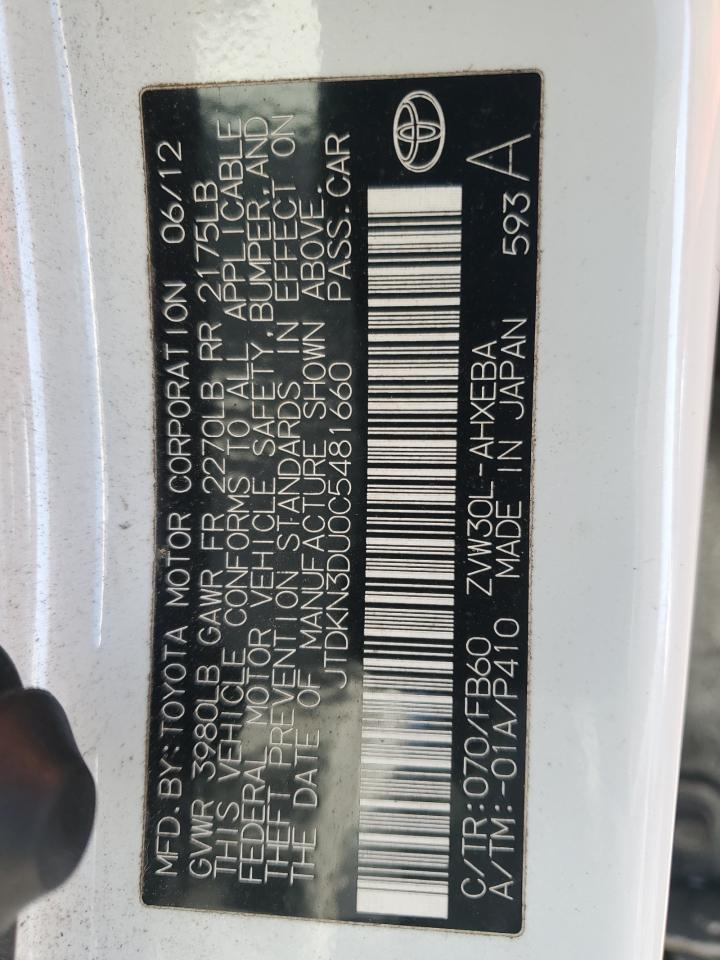 MFD.BY:TOYOTA MOTOR CORPORATION 06/12
GVWR 3980LB GAWR FR 2270LB RR 2175LB
THIS VEHICLE CONFORMS TO ALL APPLICABLE
FEDERAL MOTOR VEHICLE SAFETY,BUMPER,AND
THEFT PREVENTION STANDARDS IN EFFECT ON
THE DATE OF MANUFACTURE SHOWN ABOVE.
JTDKN3DU0C5481660 PASS.CAR
C/TR:070/FB60 ZVW30L-AHXEBA
A/TM:-01A/P410 MADE IN JAPAN 593 A